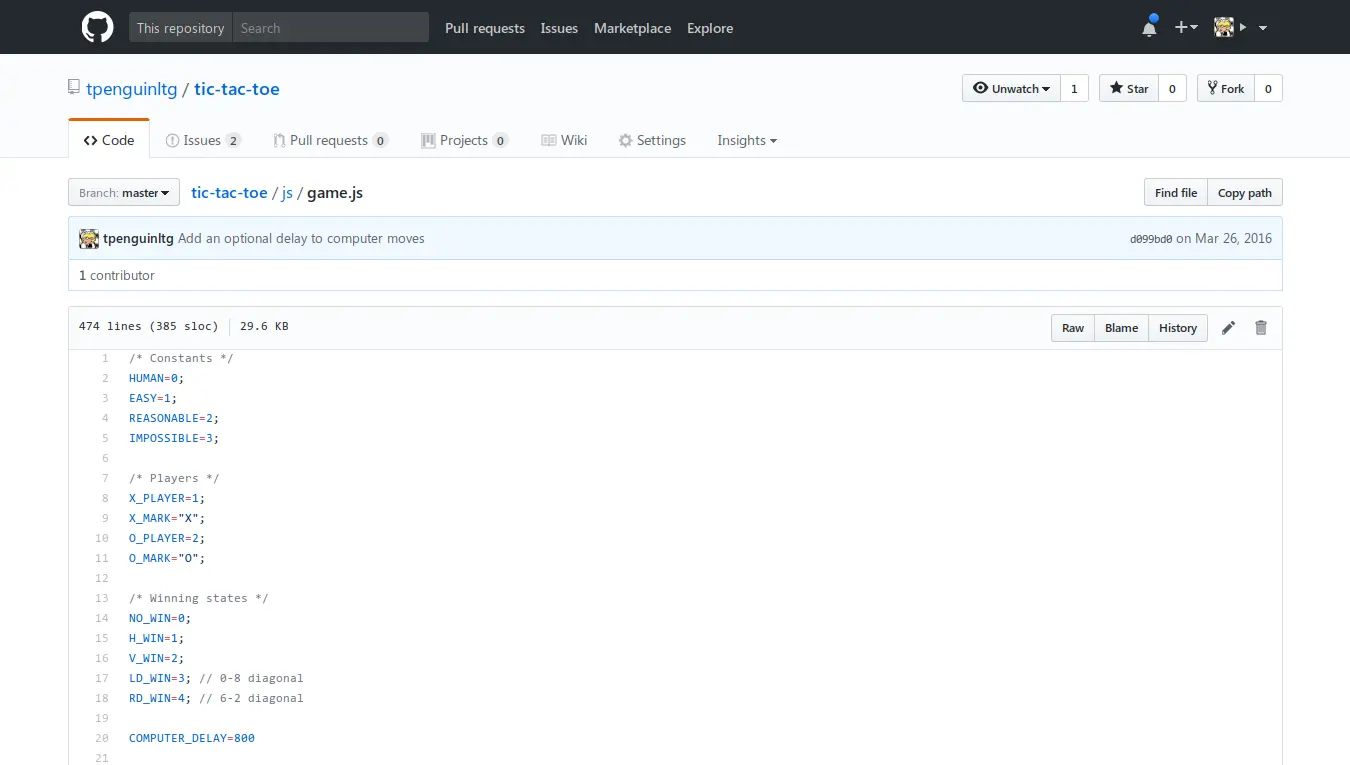 This repository Search Pull requests Issues Marketplace Explore
tpenguinltg / tic-tac-toe Unwatch 1 Star 0 Fork 0
Code Issues 2 Pull requests 0 Projects 0 Wiki Settings Insights
Branch: master tic-tac-toe / js / game.js Find file Copy path
tpenguinltg Add an optional delay to computer moves d099bd0 on Mar 26, 2016
1 contributor
474 lines (385 sloc) 29.6 KB Raw Blame History
1 /* Constants */
2 HUMAN=0;
3 EASY=1;
4 REASONABLE=2;
5 IMPOSSIBLE=3;
6
7 /* Players */
8 X_PLAYER=1;
9 X_MARK="X";
10 O_PLAYER=2;
11 O_MARK="O";
12
13 /* Winning states */
14 NO_WIN=0;
15 H_WIN=1;
16 V_WIN=2;
17 LD_WIN=3; // 0-8 diagonal
18 RD_WIN=4; // 6-2 diagonal
19
20 COMPUTER_DELAY=800
21